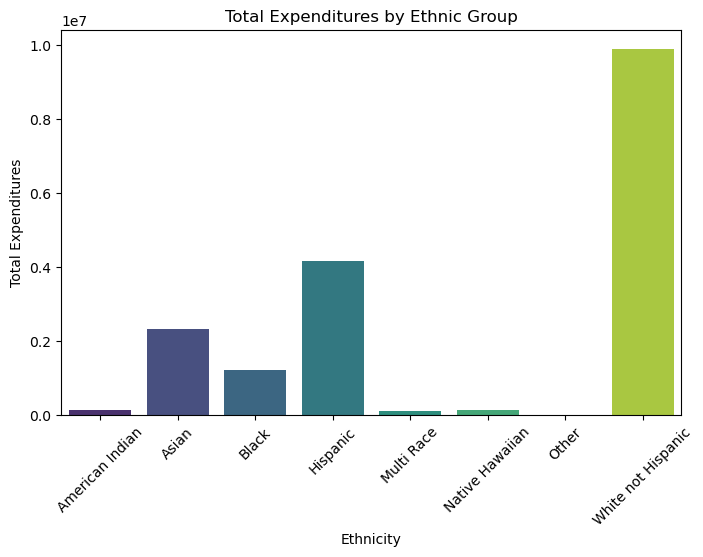 Total Expenditures by Ethnic Group
1e7
1.0
0.8
0.6
0.4
0.2
0.0
Total Expenditures
American Indian
Asian
Black
Hispanic
Multi Race
Native Hawaiian
Other
White not Hispanic
Ethnicity